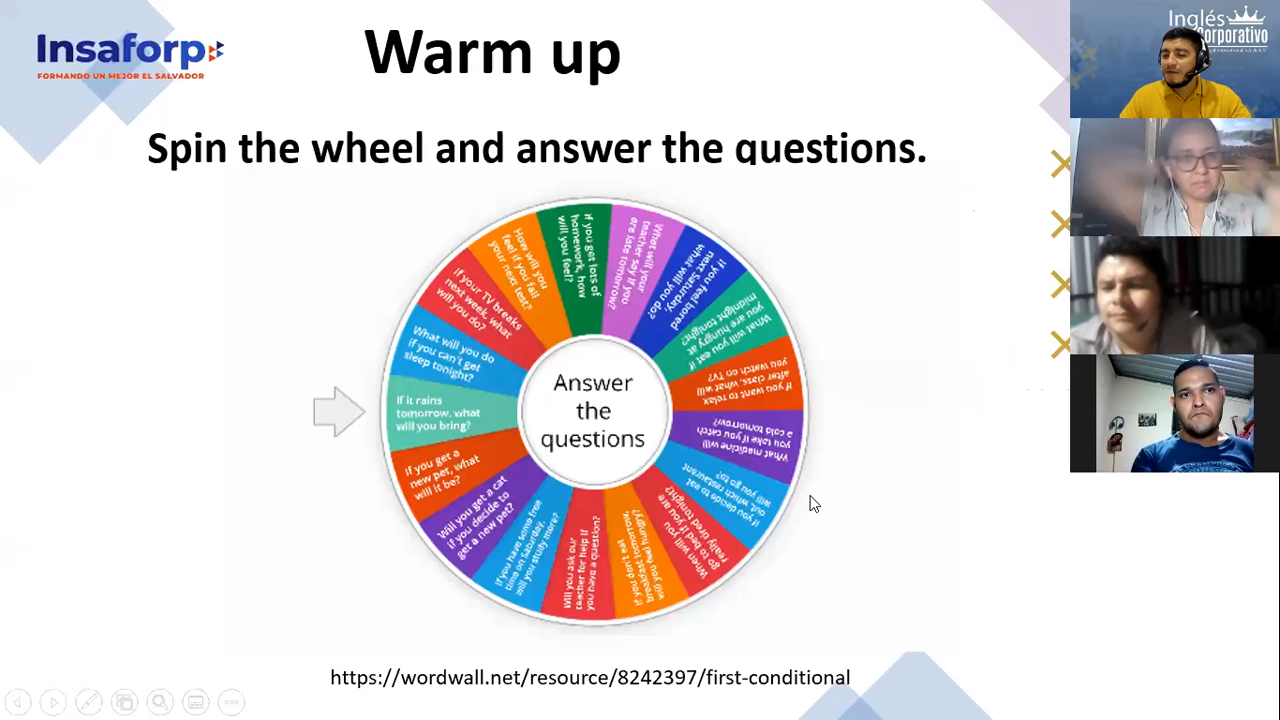 Insaforp
FORMANDO UN MEJOR EL SALVADOR
Warm up
Inglés
Corporativo
Spin the wheel and answer the questions.
If you get lots of
homework, how
will you feel?
What will your
teacher say if you
are late tomorrow?
If you feel bored
next Saturday,
what will you do?
What will you eat if
you are hungry at
midnight tonight?
If you want to relax
after class, what will
you watch on TV?
What medicine will
you take if you catch
a cold tomorrow?
If you decide to eat
out, which restaurant
will you go to?
When will you
go to bed if you are
really tired tonight?
If you don't eat
breakfast tomorrow,
will you feel hungry?
Will you ask our
teacher for help if
you have a question?
If you have some free
time on Saturday,
will you study more?
Will you get a cat
if you decide to
get a new pet?
If you get a
new pet, what
will it be?
If it rains
tomorrow, what
will you bring?
What will you do
if you can't get
sleep tonight?
If your TV breaks
next week, what
will you do?
How will you
feel if you fail
your next test?
Answer
the
questions
https://wordwall.net/resource/8242397/first-conditional